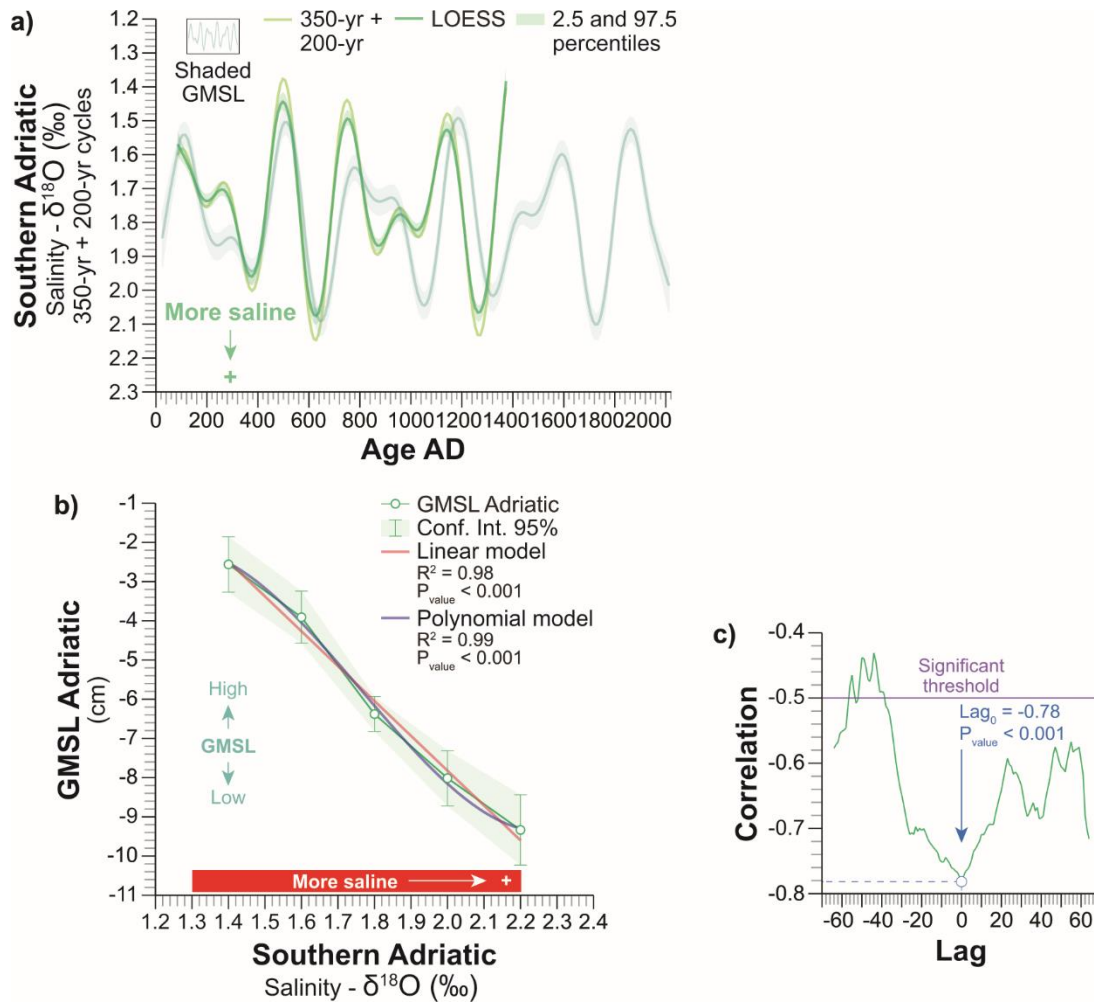 a)
350-yr +
200-yr
LOESS
2.5 and 97.5
percentiles
Shaded
GMSL
Southern Adriatic
Salinity - δ¹⁸O (‰)
350-yr + 200-yr cycles
1.2
1.3
1.4
1.5
1.6
1.7
1.8
1.9
2.0
2.1
2.2
2.3
More saline
+
0 200 400 600 800 1000 1200 1400 1600 1800 2000
Age AD
b)
GMSL Adriatic
Conf. Int. 95%
Linear model
R² = 0.98
P value < 0.001
Polynomial model
R² = 0.99
P value < 0.001
GMSL Adriatic
(cm)
-1
-2
-3
-4
-5
-6
-7
-8
-9
-10
-11
High
GMSL
Low
More saline +
1.2 1.3 1.4 1.5 1.6 1.7 1.8 1.9 2.0 2.1 2.2 2.3 2.4
Southern Adriatic
Salinity - δ¹⁸O (‰)
c)
Correlation
-0.4
-0.5
-0.6
-0.7
-0.8
Significant
threshold
Lag₀ = -0.78
P value < 0.001
-60 -40 -20 0 20 40 60
Lag